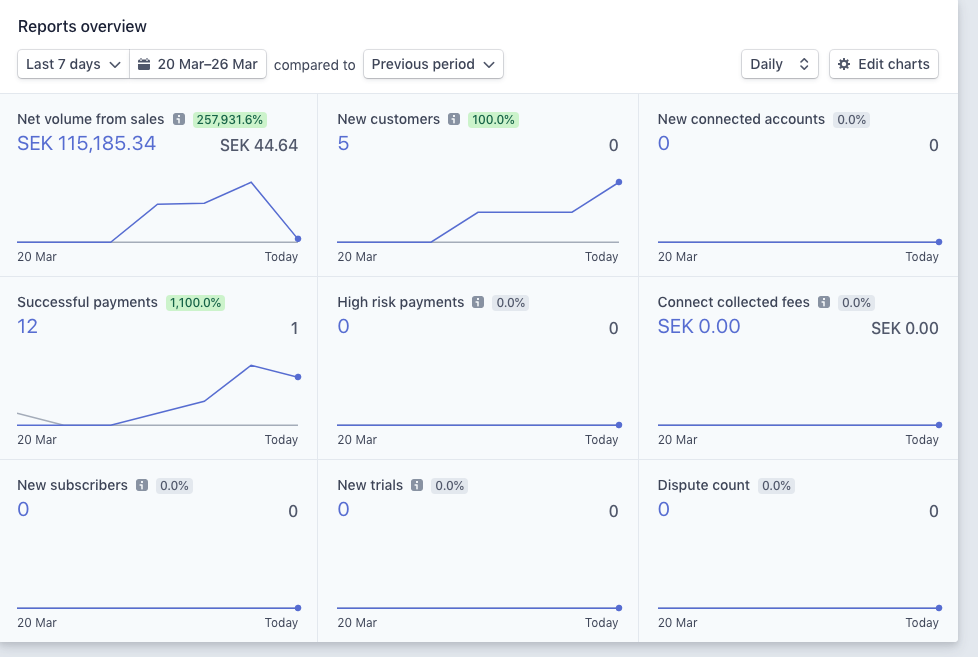 Reports overview
Last 7 days 20 Mar–26 Mar compared to Previous period Daily Edit charts
Net volume from sales 257,931.6%
SEK 115,185.34 SEK 44.64
20 Mar Today
New customers 100.0%
5 0
20 Mar Today
New connected accounts 0.0%
0 0
20 Mar Today
Successful payments 1,100.0%
12 1
20 Mar Today
High risk payments 0.0%
0 0
20 Mar Today
Connect collected fees 0.0%
SEK 0.00 SEK 0.00
20 Mar Today
New subscribers 0.0%
0 0
20 Mar Today
New trials 0.0%
0 0
20 Mar Today
Dispute count 0.0%
0 0
20 Mar Today